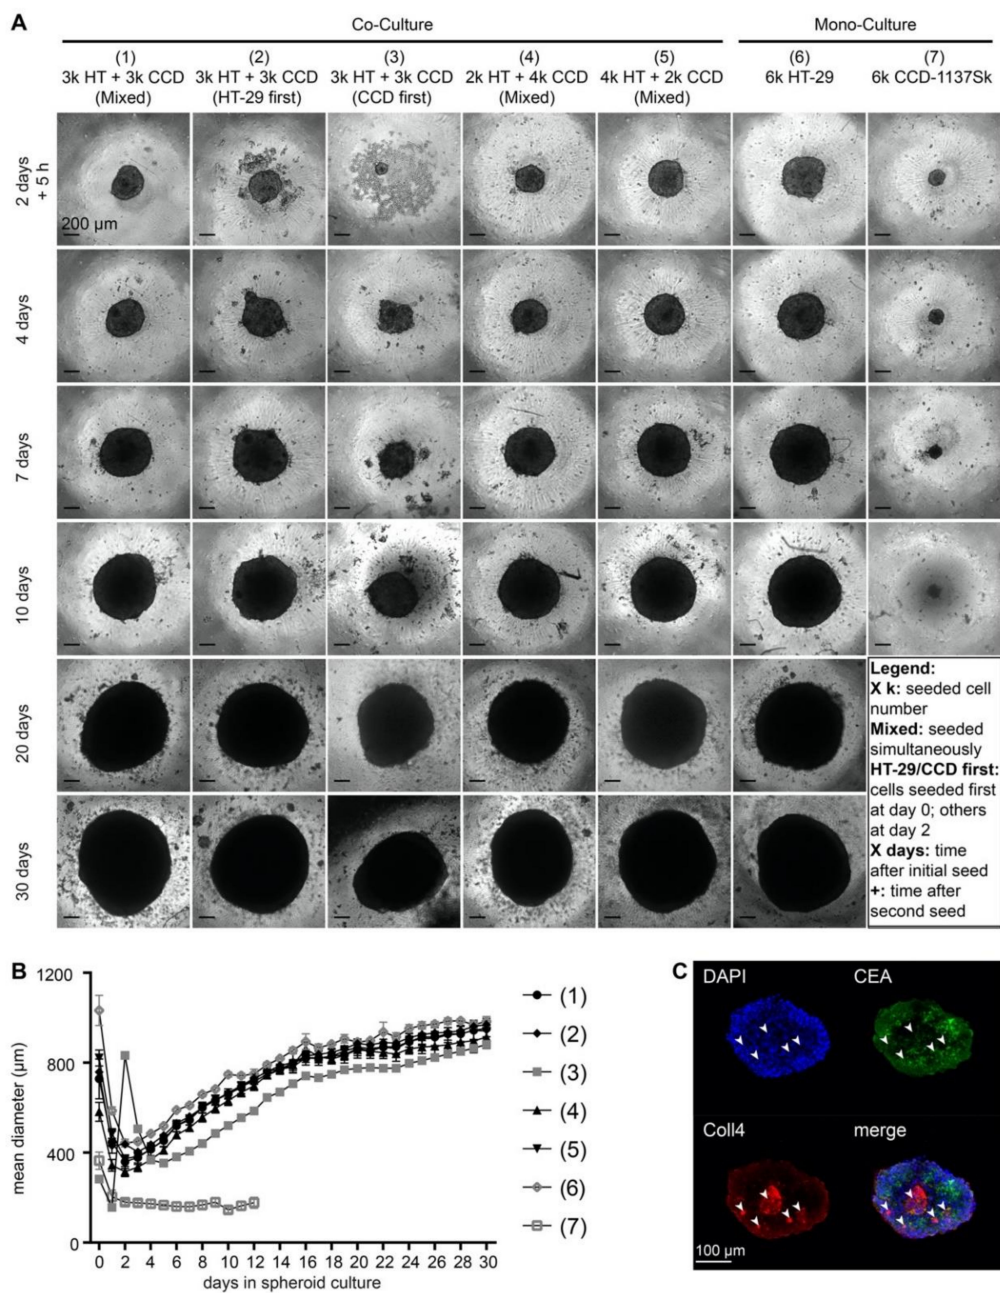 A
Co-Culture
Mono-Culture
(1)
3k HT + 3k CCD
(Mixed)
(2)
3k HT + 3k CCD
(HT-29 first)
(3)
3k HT + 3k CCD
(CCD first)
(4)
2k HT + 4k CCD
(Mixed)
(5)
4k HT + 2k CCD
(Mixed)
(6)
6k HT-29
(7)
6k CCD-1137Sk
2 days
+ 5 h
200 µm
4 days
7 days
10 days
20 days
30 days
Legend:
X k: seeded cell
number
Mixed: seeded
simultaneously
HT-29/CCD first:
cells seeded first
at day 0; others
at day 2
X days: time
after initial seed
+: time after
second seed
B
mean diameter (µm)
1200
800
400
0
0 2 4 6 8 10 12 14 16 18 20 22 24 26 28 30
days in spheroid culture
(1)
(2)
(3)
(4)
(5)
(6)
(7)
C
DAPI
CEA
Coll4
merge
100 µm